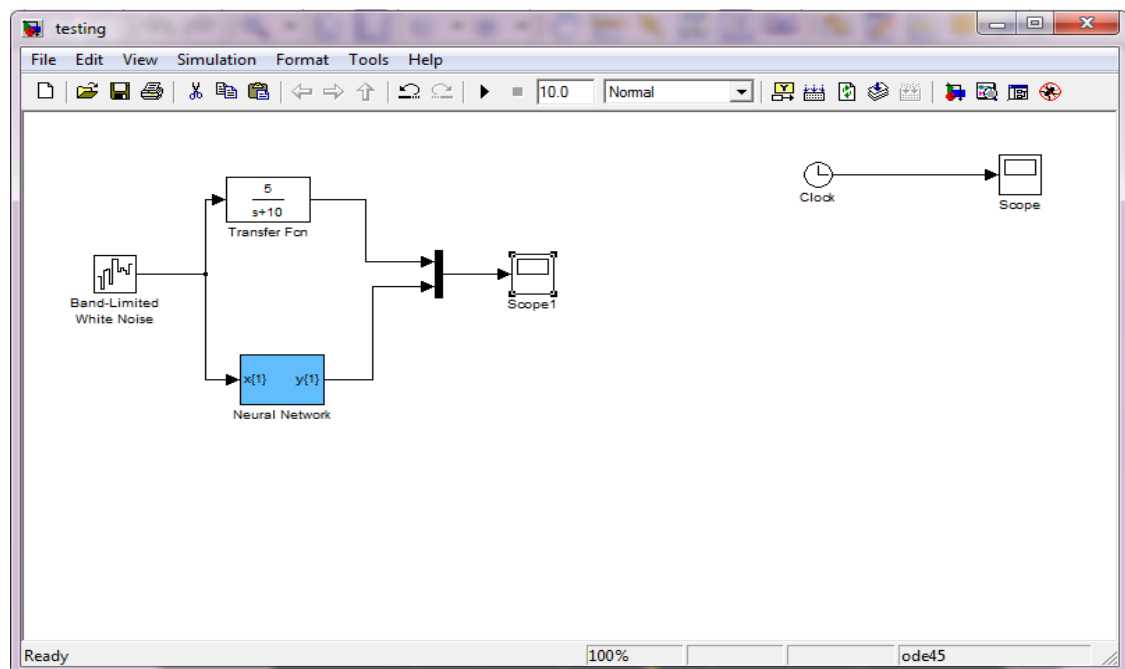 testing
File Edit View Simulation Format Tools Help
10.0 Normal
5
s+10
Transfer Fcn
Clock
Scope
Band-Limited
White Noise
Scope1
x{1} y{1}
Neural Network
Ready 100% ode45